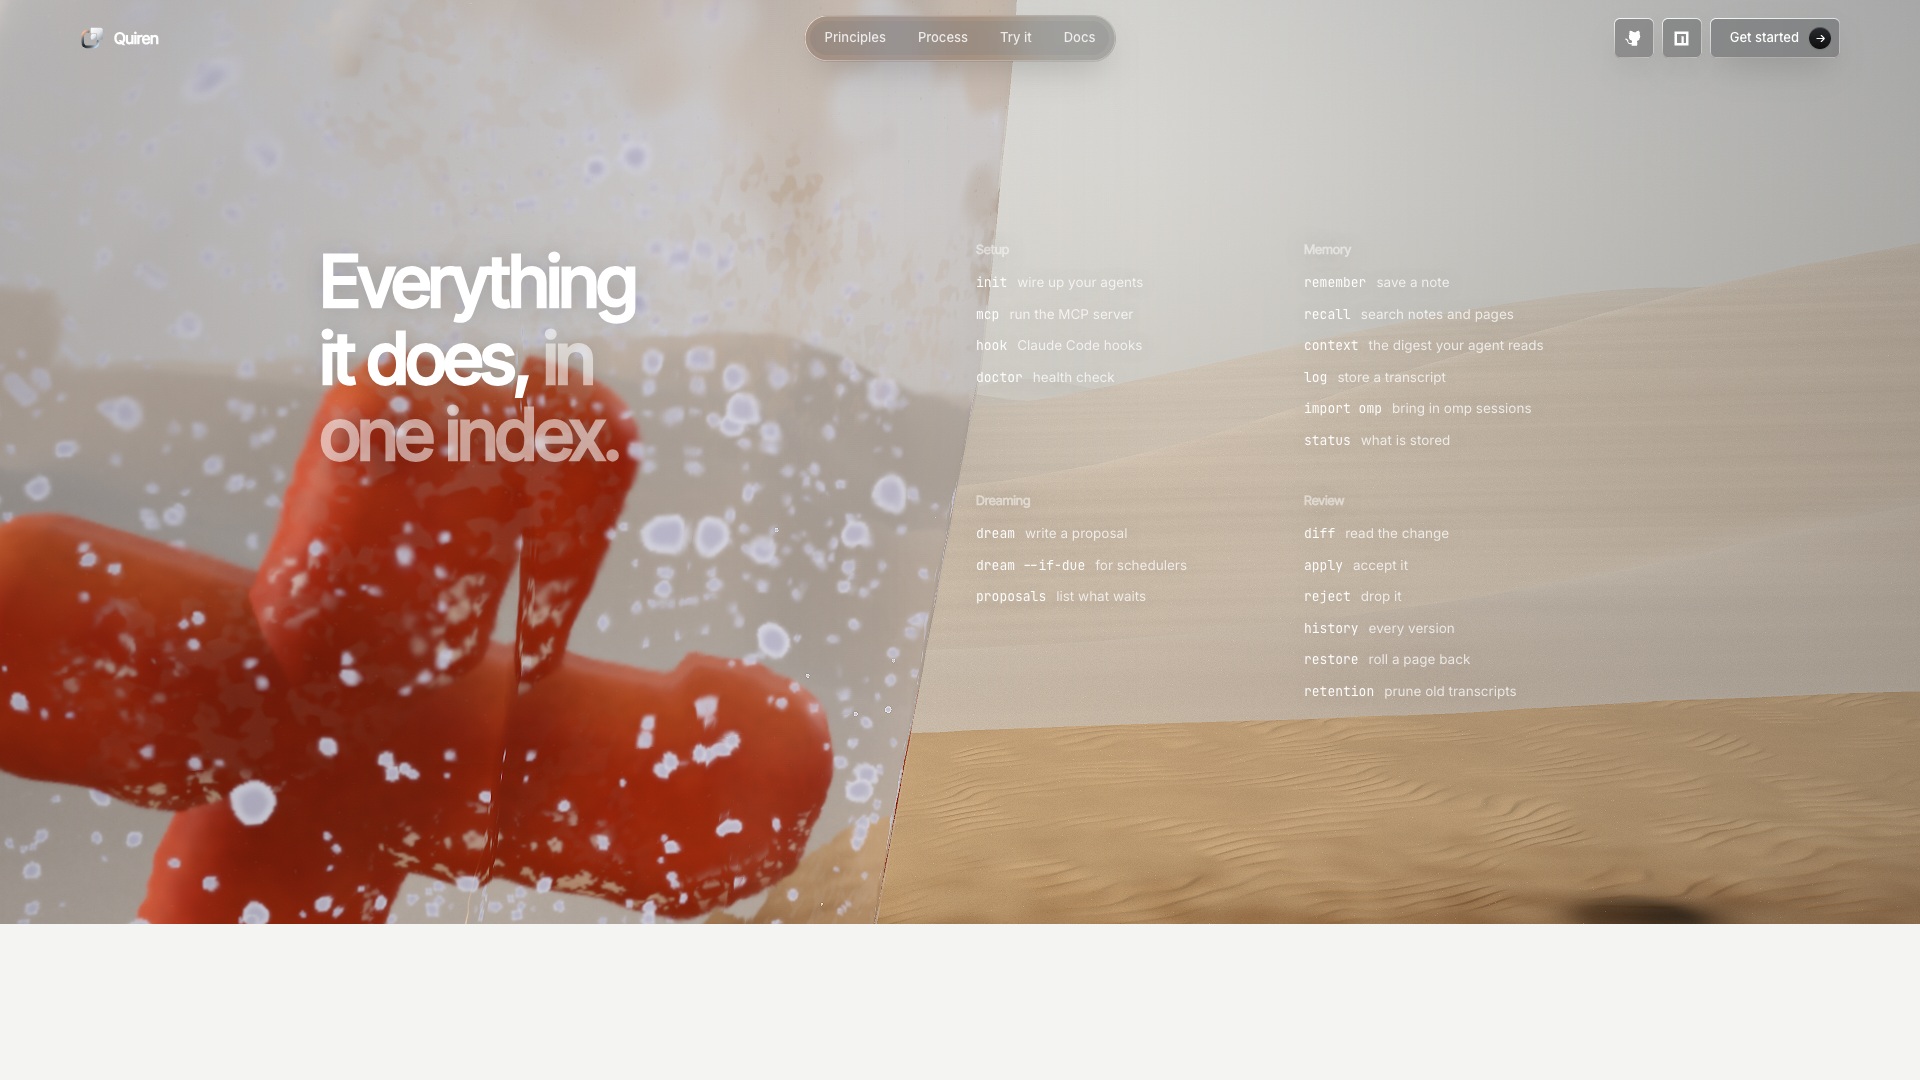 Quiren
Principles
Process
Try it
Docs
Get started
Everything
it does, in
one index.
Setup
init wire up your agents
mcp run the MCP server
hook Claude Code hooks
doctor health check
Memory
remember save a note
recall search notes and pages
context the digest your agent reads
log store a transcript
import omp bring in omp sessions
status what is stored
Dreaming
dream write a proposal
dream --if-due for schedulers
proposals list what waits
Review
diff read the change
apply accept it
reject drop it
history every version
restore roll a page back
retention prune old transcripts